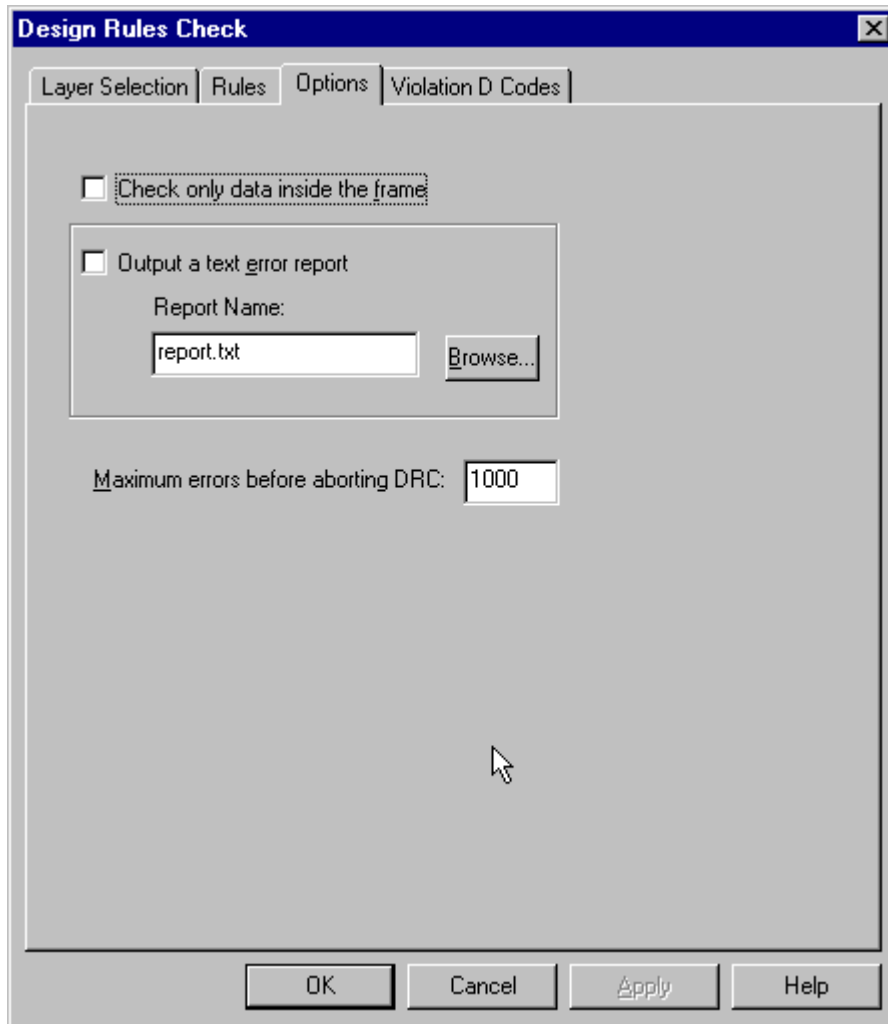 Design Rules Check
Layer Selection Rules Options Violation D Codes
Check only data inside the frame
Output a text error report
Report Name:
report.txt Browse...
Maximum errors before aborting DRC: 1000
OK Cancel Apply Help